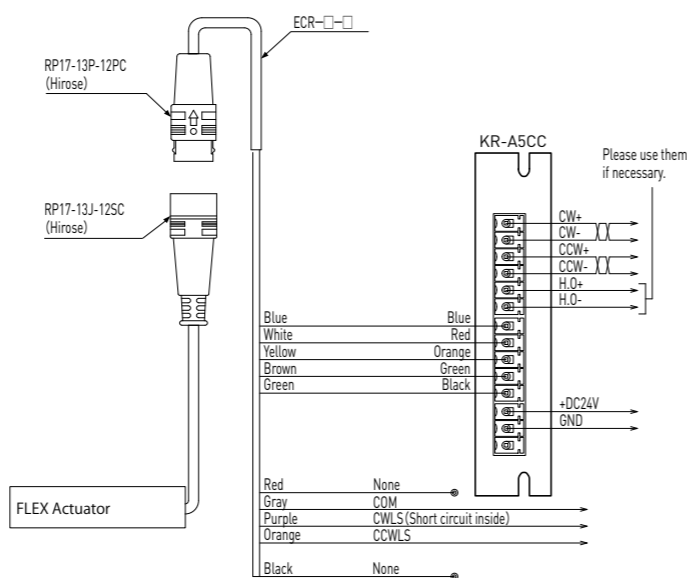 ECR-□-□
RP17-13P-12PC
(Hirose)
KR-A5CC
Please use them
if necessary.
RP17-13J-12SC
(Hirose)
CW+
CW-
CCW+
CCW-
H.O+
H.O-
Blue Blue
White Red
Yellow Orange
Brown Green
Green Black
+DC24V
GND
FLEX Actuator
Red None
Gray COM
Purple CWLS(Short circuit inside)
Orange CCWLS
Black None